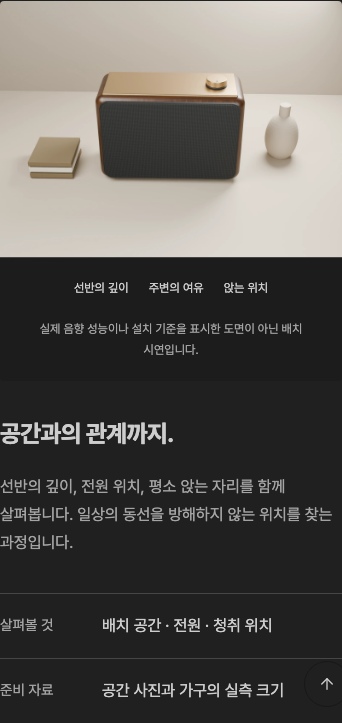 선반의 깊이 주변의 여유 앉는 위치
실제 음향 성능이나 설치 기준을 표시한 도면이 아닌 배치
시연입니다.
공간과의 관계까지.
선반의 깊이, 전원 위치, 평소 앉는 자리를 함께
살펴봅니다. 일상의 동선을 방해하지 않는 위치를 찾는
과정입니다.
살펴볼 것 배치 공간 · 전원 · 청취 위치
준비 자료 공간 사진과 가구의 실측 크기